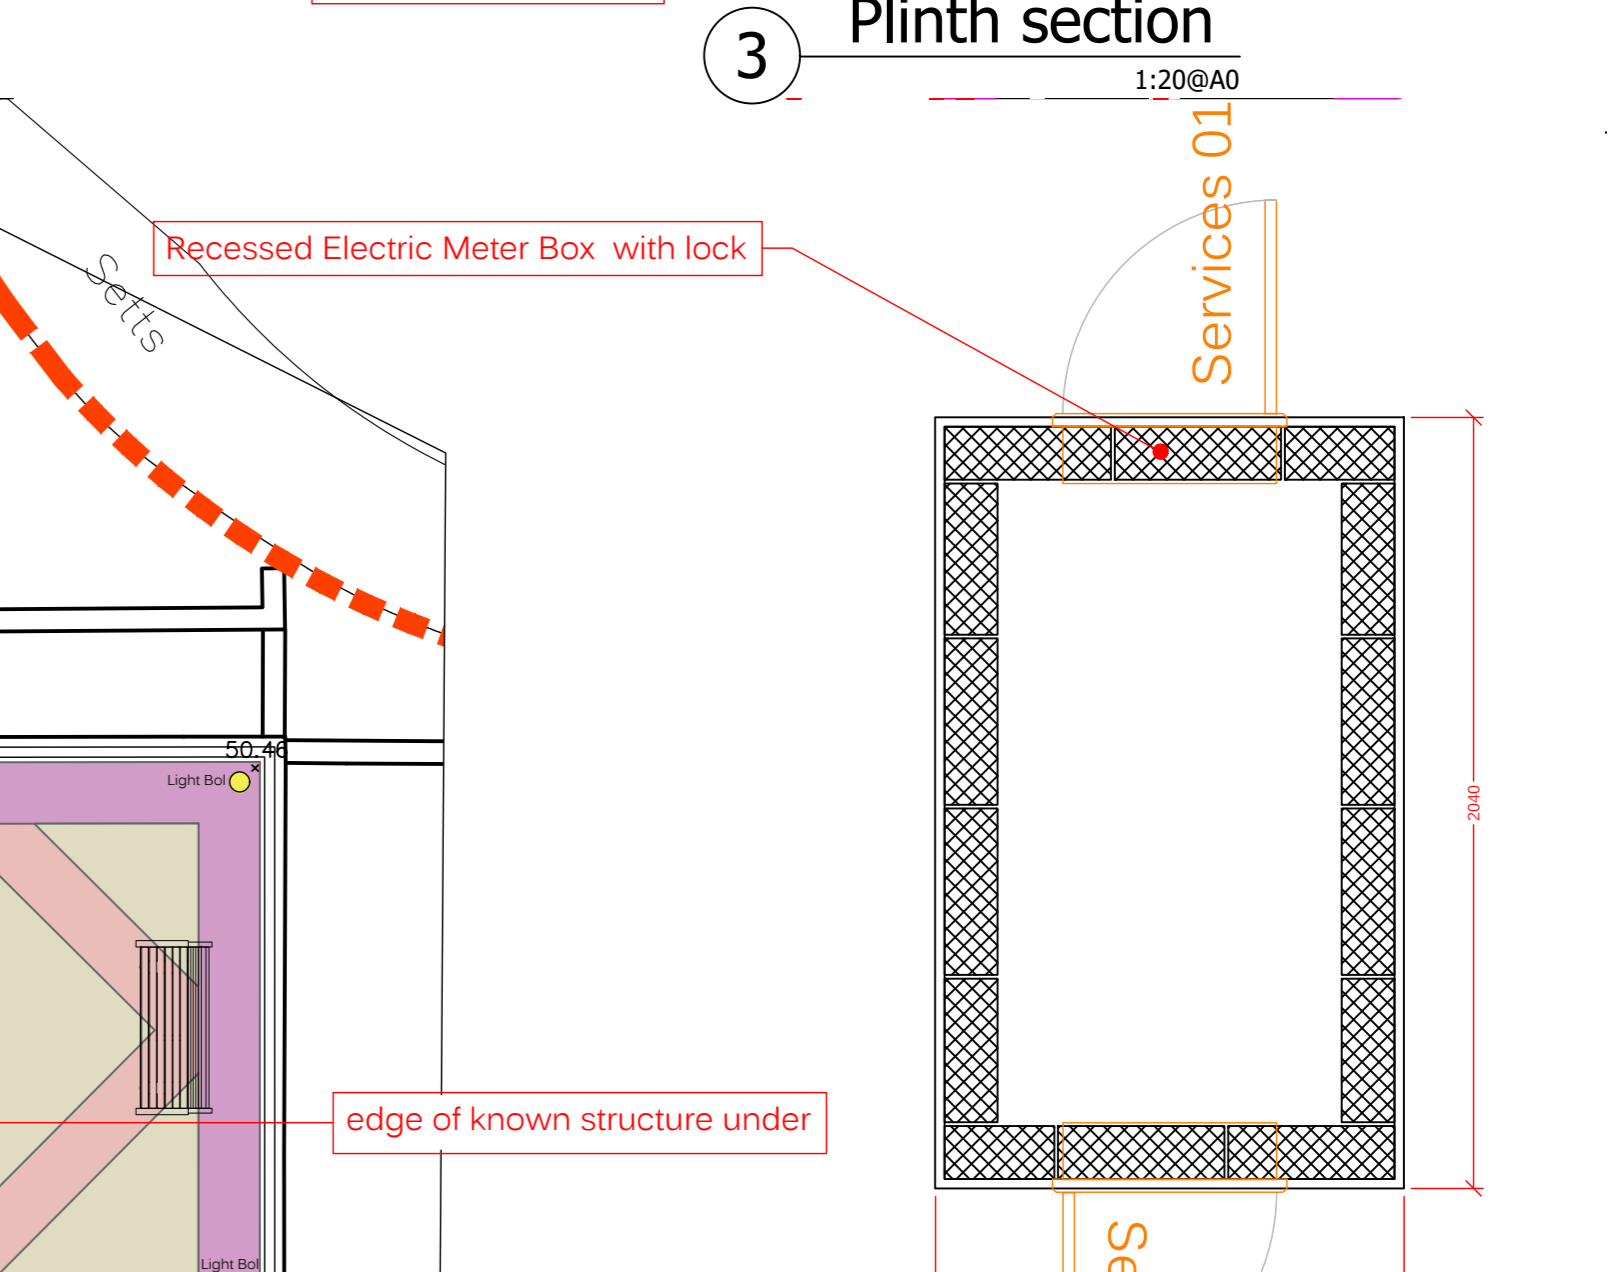 Plinth section
3
1:20@A0
Services 01
Recessed Electric Meter Box  with lock
Setts
50.46
Light Bol
2040
edge of known structure under
Light Bol
Se